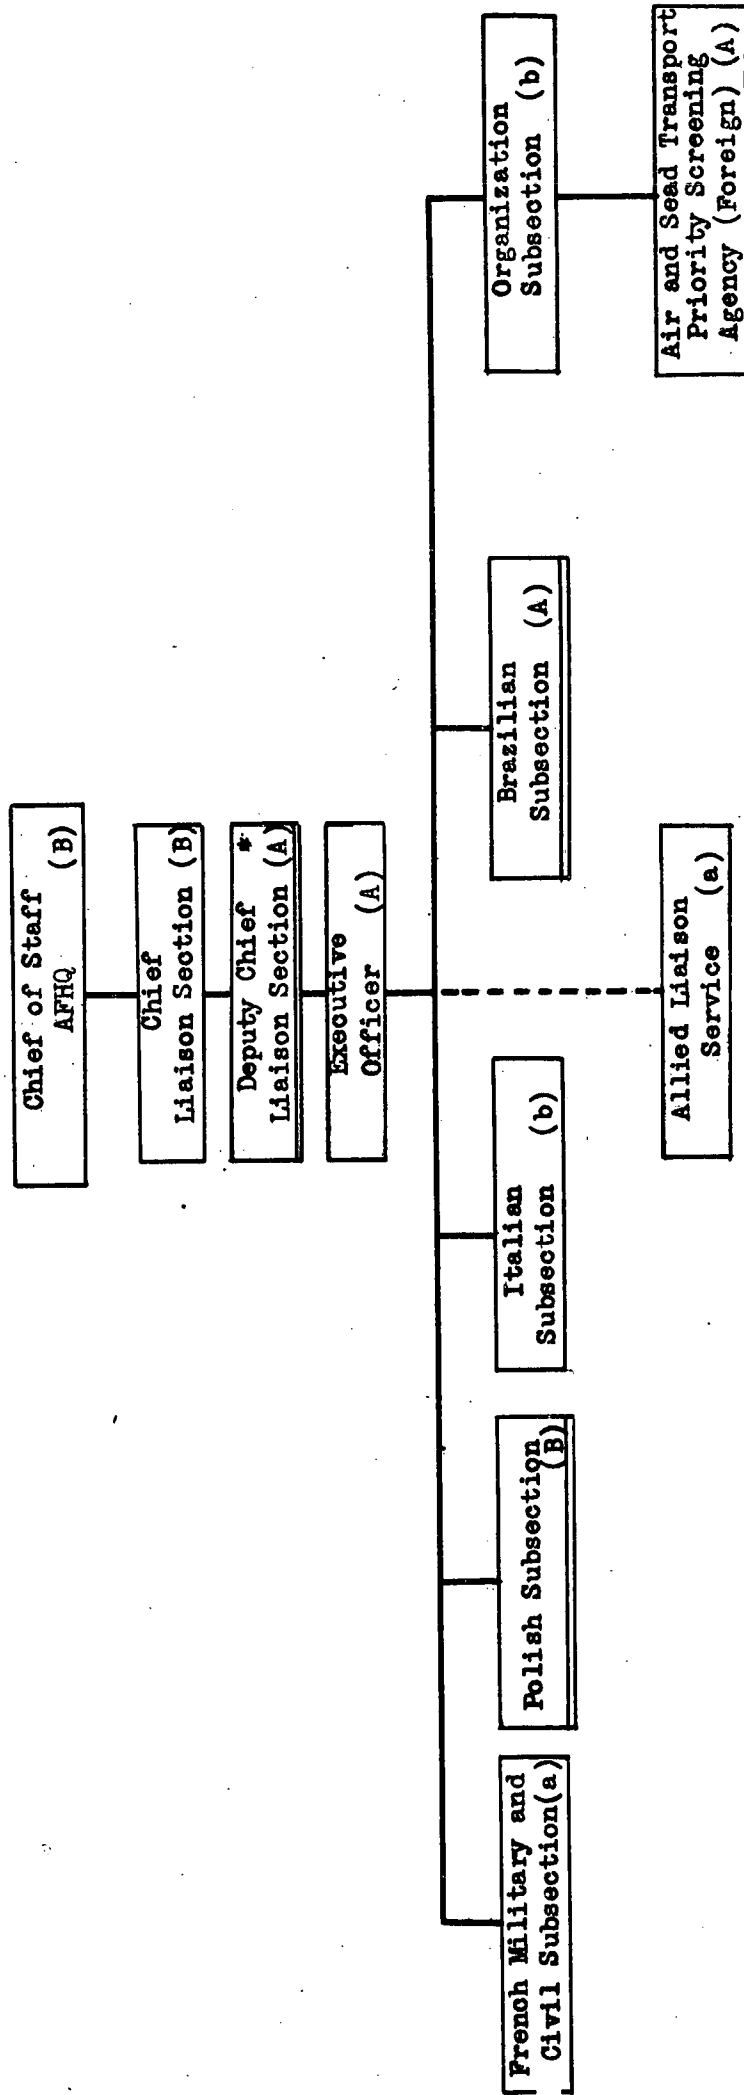 Chief of Staff
AFHQ (B)
Chief
Liaison Section (B)
Deputy Chief *
Liaison Section (A)
Executive
Officer (A)
French Military and
Civil Subsection(a)
Polish Subsection
(B)
Italian
Subsection (b)
Brazilian
Subsection (A)
Organization
Subsection (b)
Allied Liaison
Service (a)
Air and Sead Transport
Priority Screening
Agency (Foreign) (A)